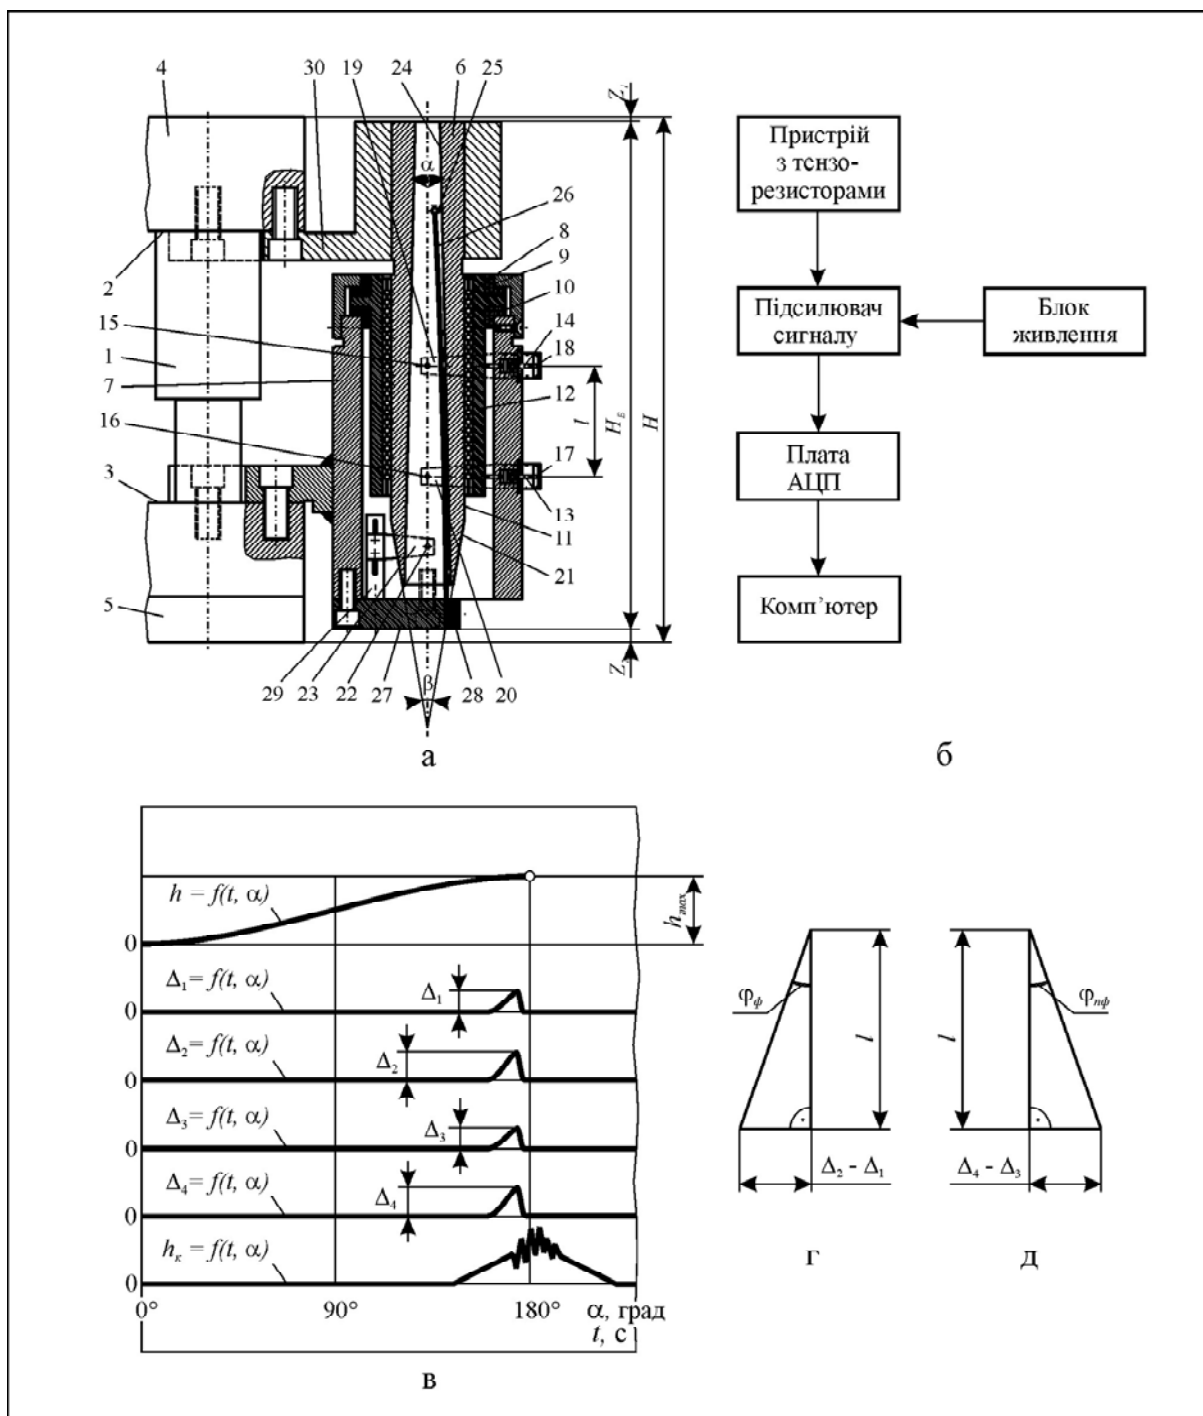 4 30 19 24 6 25
α
26
8
9
10
14
18
12
17
13
11
21
2
15
1
7
16
3
5
29 23 22 27 β 28 20
l
H
а
Пристрій
з тензо-
резисторами
Підсилювач
сигналу
Блок
живлення
Плата
АЦП
Комп’ютер
б
h = f(t, α)
hmax
0
Δ₁= f(t, α)
Δ₁
0
Δ₂= f(t, α)
Δ₂
0
Δ₃= f(t, α)
Δ₃
0
Δ₄= f(t, α)
Δ₄
0
hк = f(t, α)
0
0° 90° 180° α, град
t, с
в
φф
l
Δ₂ - Δ₁
г
φпф
l
Δ₄ - Δ₃
д